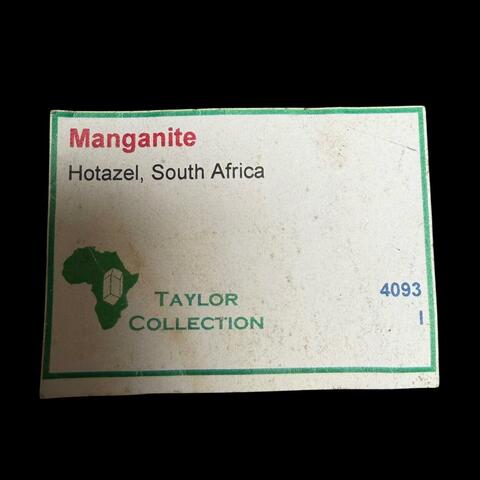 Manganite
Hotazel, South Africa
TAYLOR
COLLECTION
4093
I